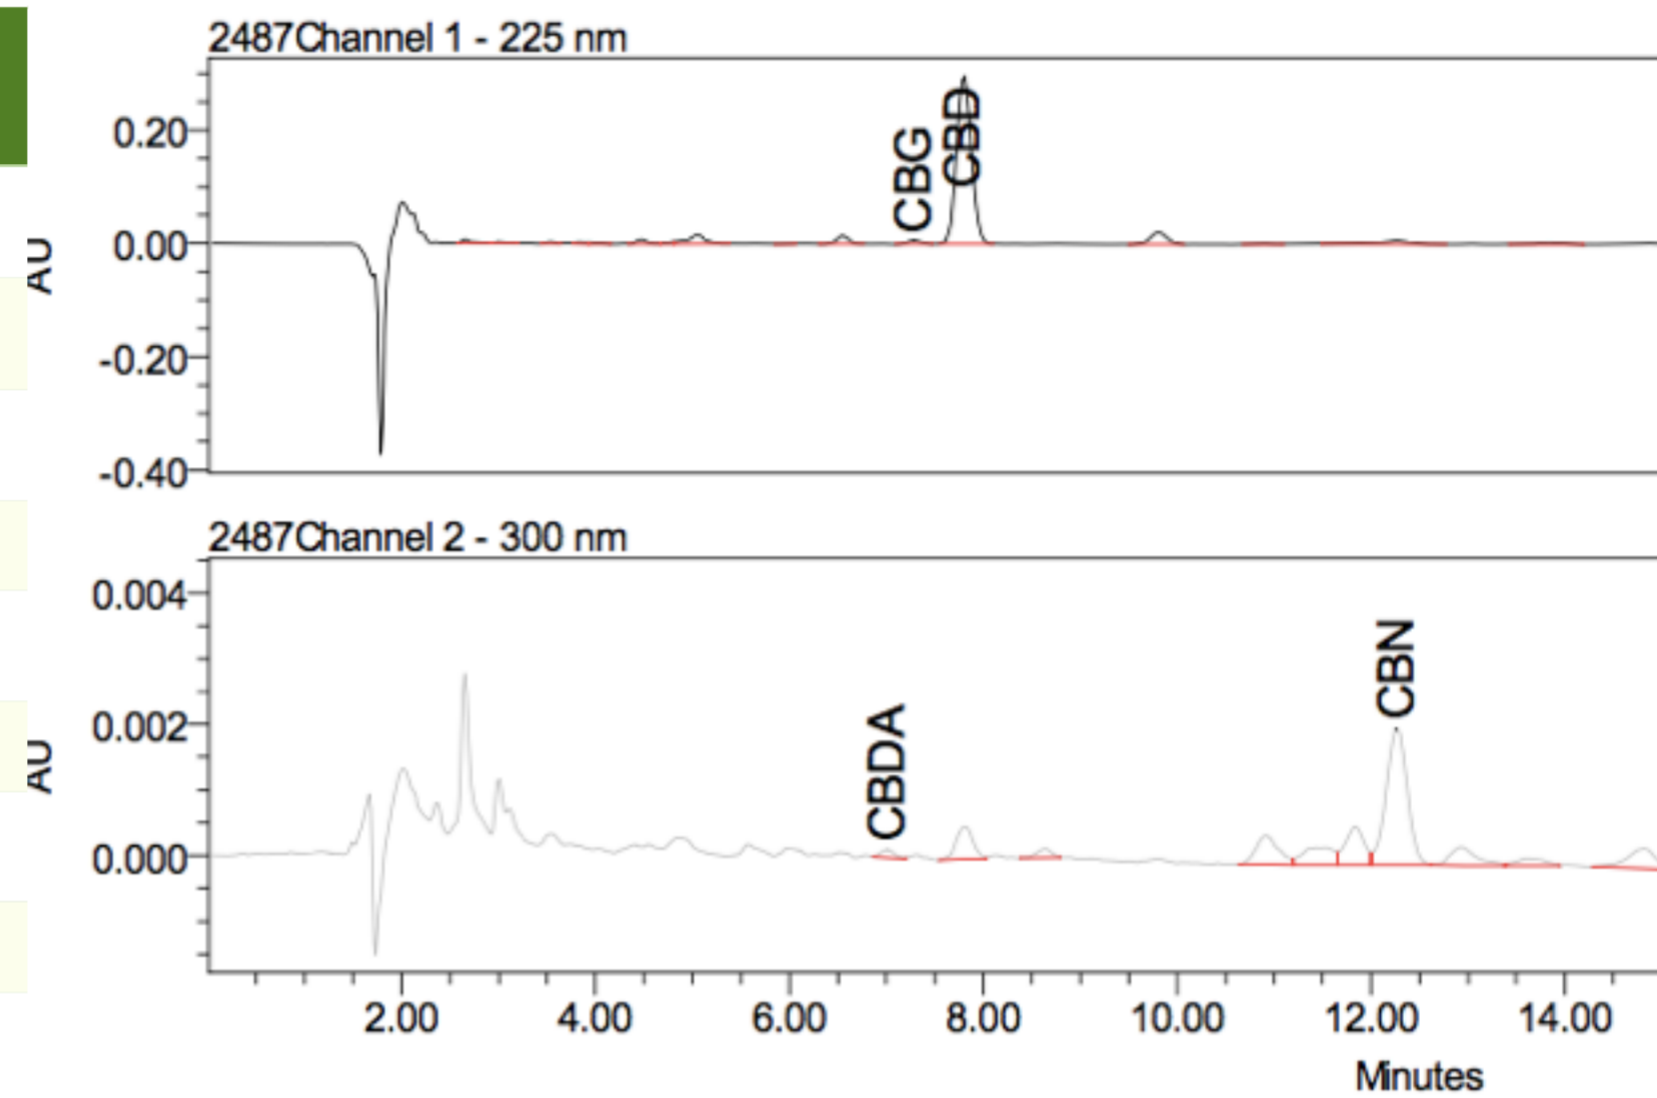 2487Channel 1 - 225 nm
AU
0.20
0.00
-0.20
-0.40
CBG
CBD
2487Channel 2 - 300 nm
AU
0.004
0.002
0.000
CBDA
CBN
2.00 4.00 6.00 8.00 10.00 12.00 14.00
Minutes